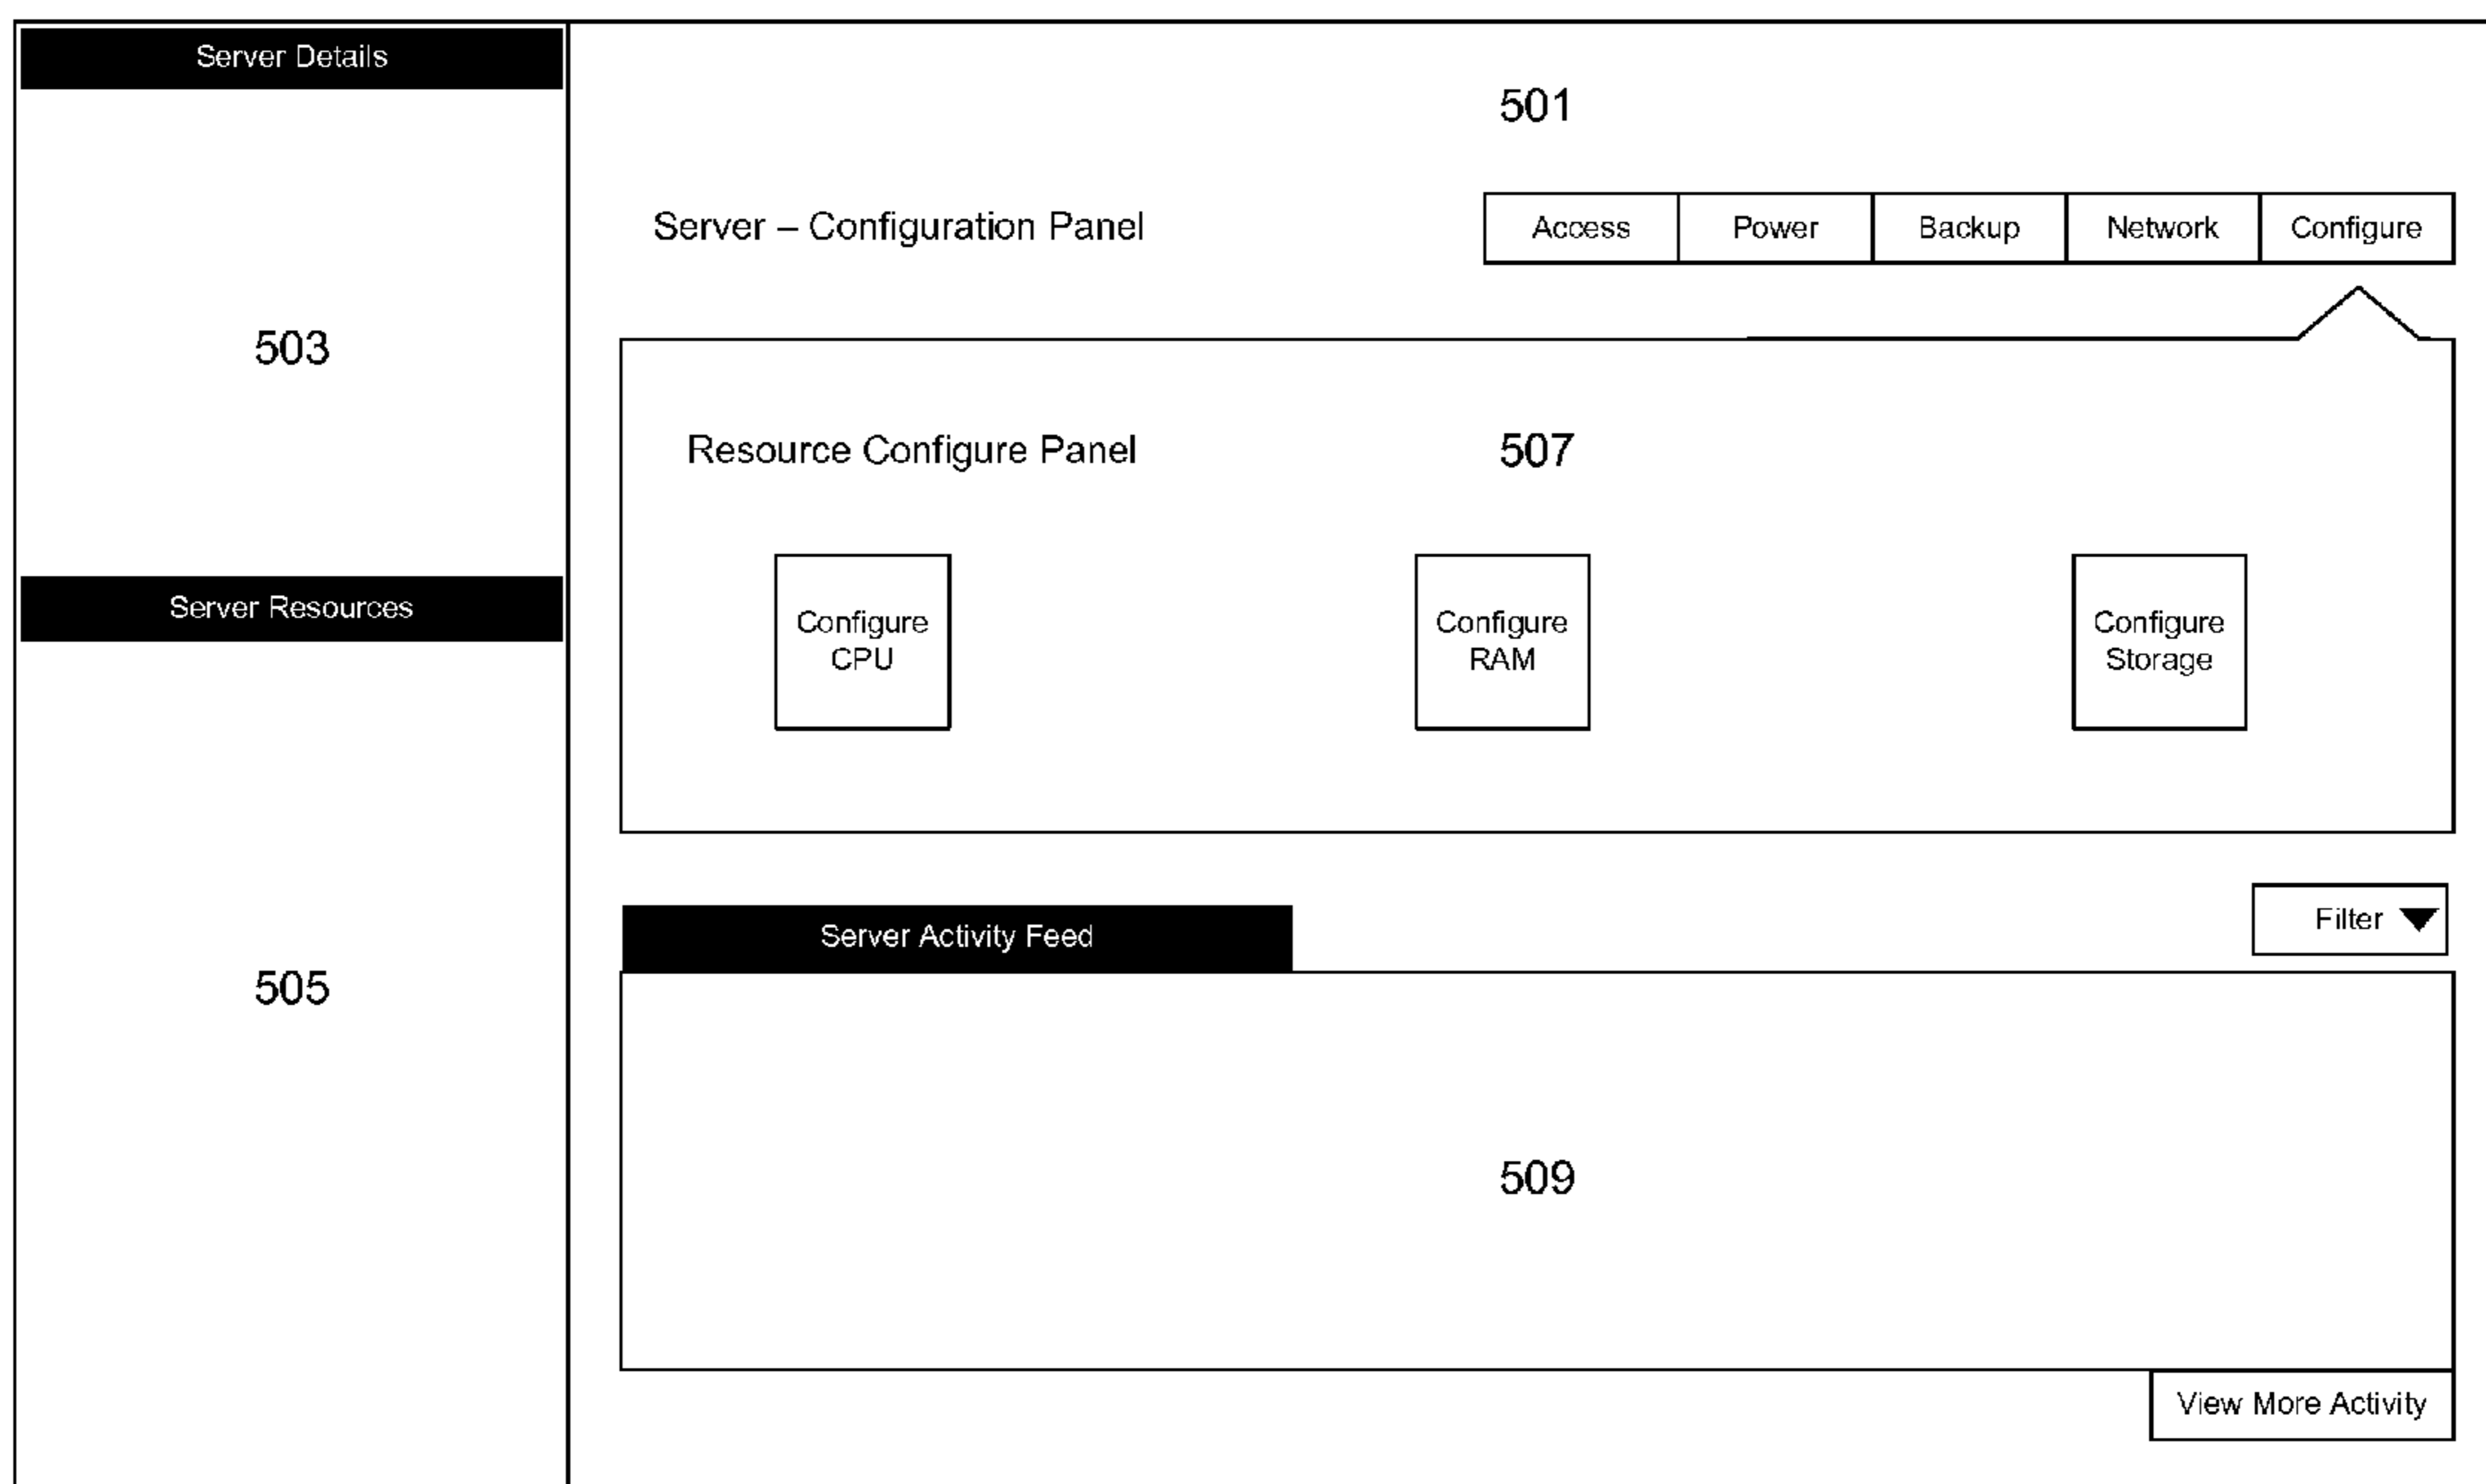 Server Details
503
Server Resources
505
501
Server – Configuration Panel
Access
Power
Backup
Network
Configure
Resource Configure Panel
507
Configure
CPU
Configure
RAM
Configure
Storage
Server Activity Feed
Filter
509
View More Activity